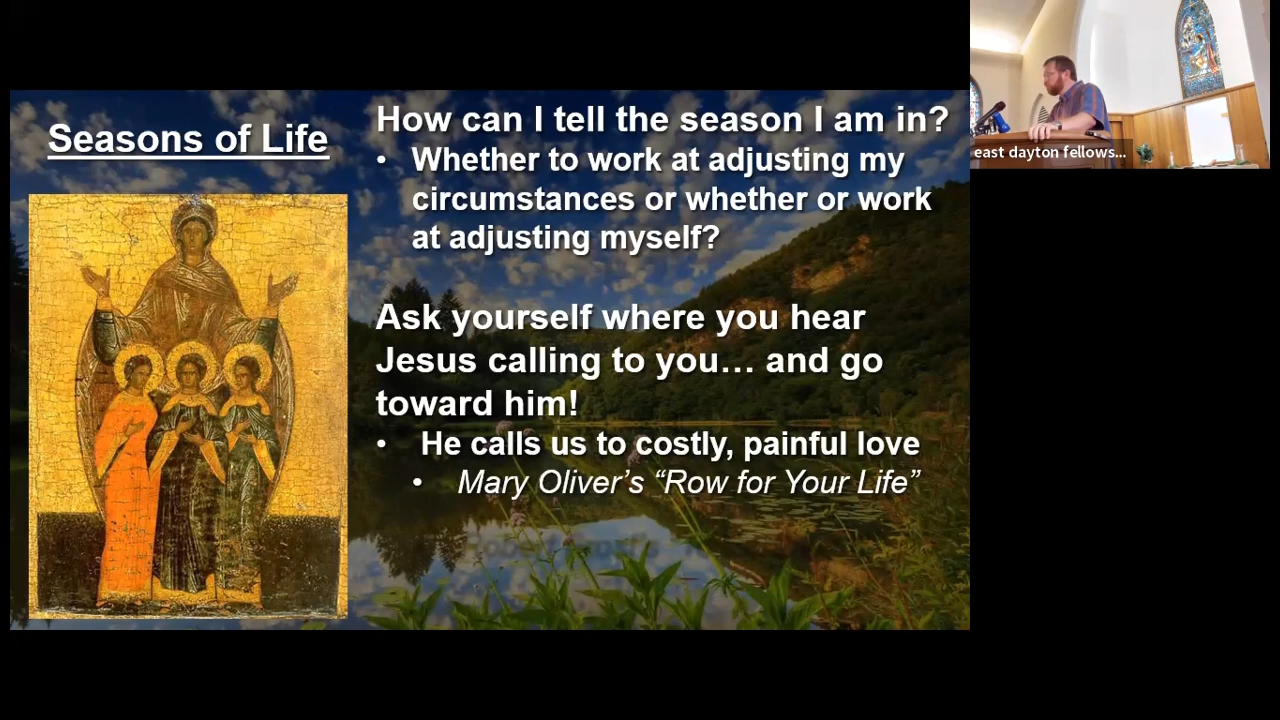 Seasons of Life
How can I tell the season I am in?
• Whether to work at adjusting my
circumstances or whether or work
at adjusting myself?
Ask yourself where you hear
Jesus calling to you… and go
toward him!
• He calls us to costly, painful love
• Mary Oliver’s “Row for Your Life”
east dayton fellows...